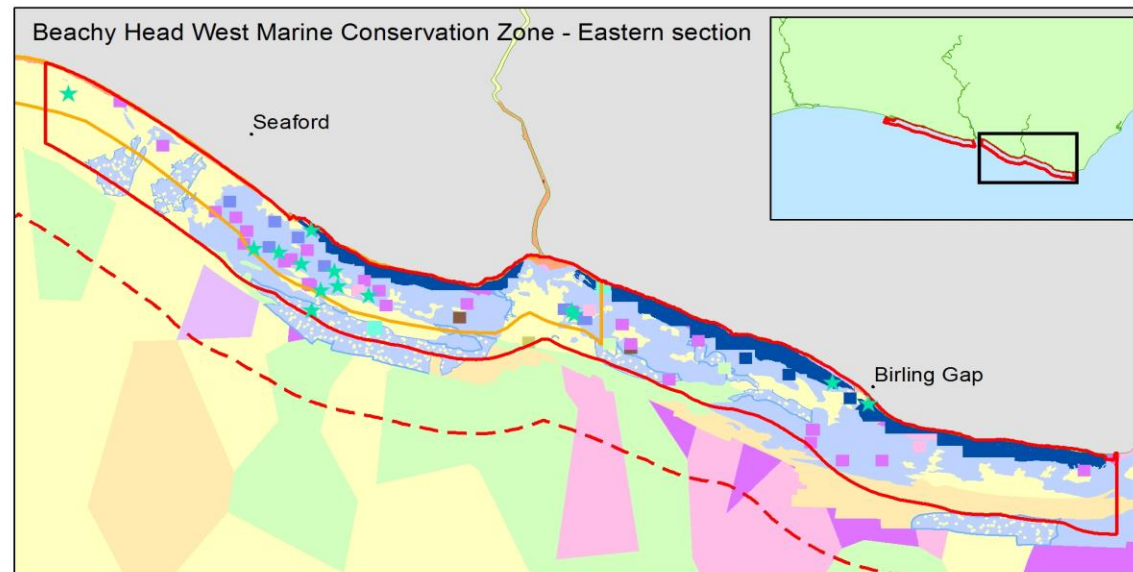 Beachy Head West Marine Conservation Zone - Eastern section
Seaford
Birling Gap